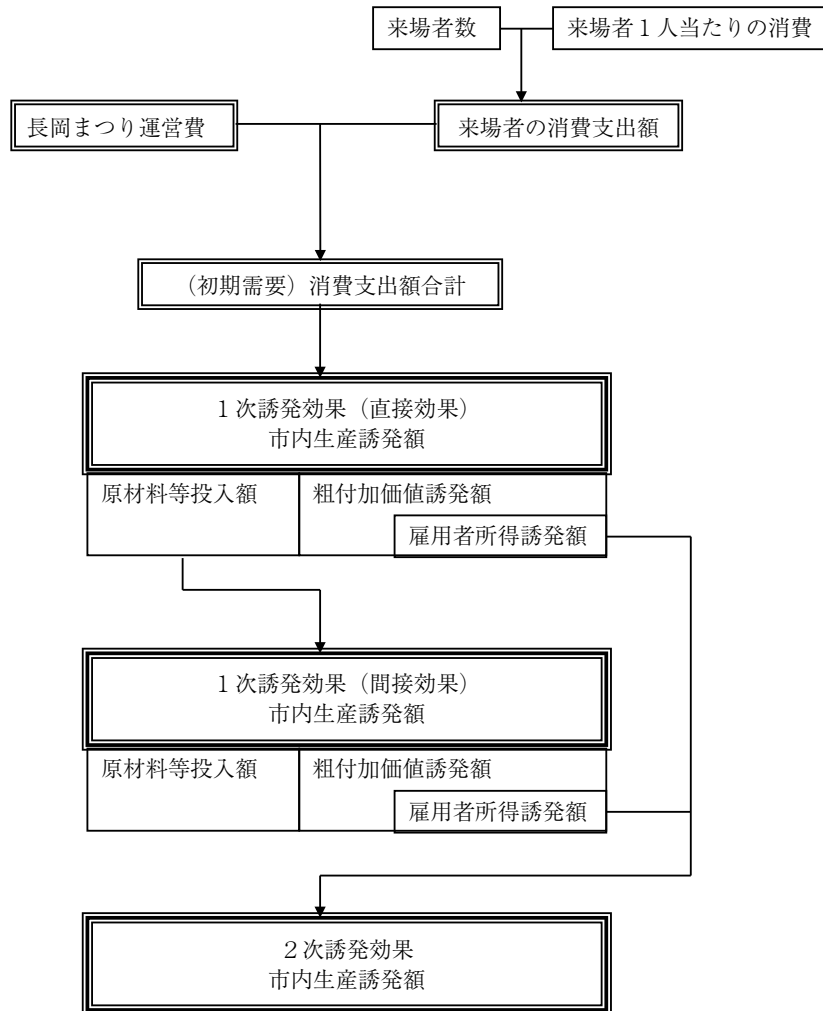 来場者数
来場者１人当たりの消費
長岡まつり運営費
来場者の消費支出額
（初期需要）消費支出額合計
１次誘発効果（直接効果）
市内生産誘発額
原材料等投入額
粗付加価値誘発額
雇用者所得誘発額
１次誘発効果（間接効果）
市内生産誘発額
原材料等投入額
粗付加価値誘発額
雇用者所得誘発額
２次誘発効果
市内生産誘発額